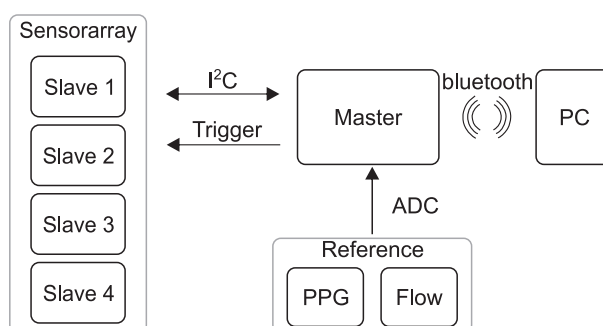 Sensorarray
Slave 1
Slave 2
Slave 3
Slave 4
I²C
Trigger
Master
bluetooth
PC
ADC
Reference
PPG
Flow